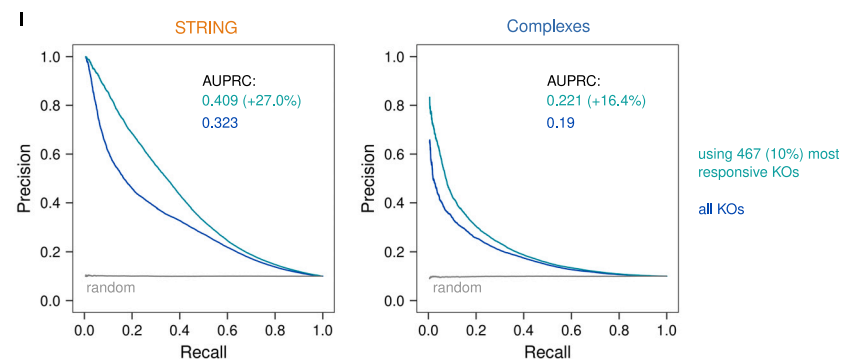 I
STRING
Complexes
1.0
0.8
0.6
0.4
0.2
0.0
Precision
AUPRC:
0.409 (+27.0%)
0.323
random
0.0 0.2 0.4 0.6 0.8 1.0
Recall
1.0
0.8
0.6
0.4
0.2
0.0
Precision
AUPRC:
0.221 (+16.4%)
0.19
random
0.0 0.2 0.4 0.6 0.8 1.0
Recall
using 467 (10%) most
responsive KOs
all KOs